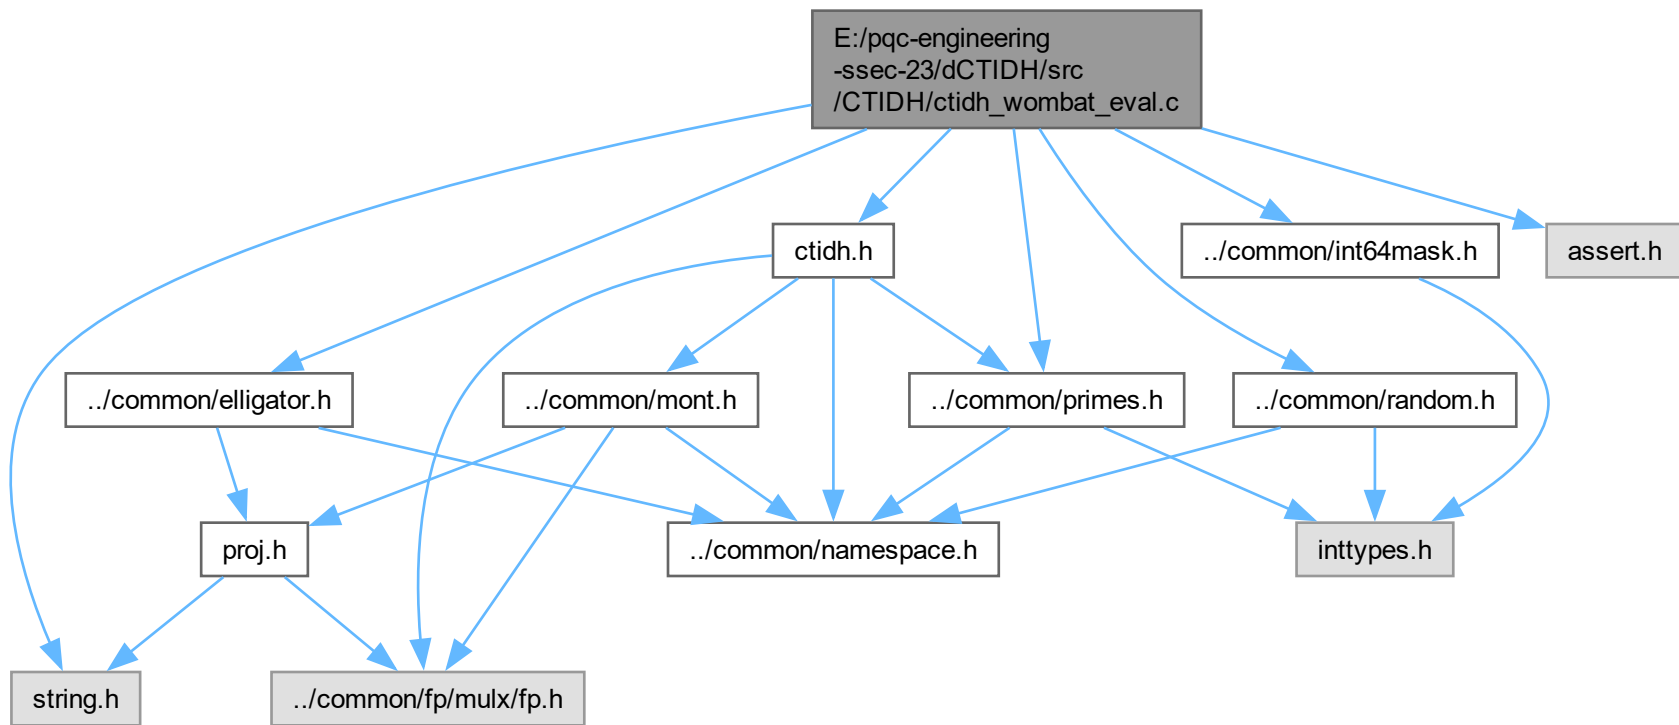 E:/pqc-engineering
-ssec-23/dCTIDH/src
/CTIDH/ctidh_wombat_eval.c
ctidh.h
../common/int64mask.h
assert.h
../common/elligator.h
../common/mont.h
../common/primes.h
../common/random.h
proj.h
../common/namespace.h
inttypes.h
string.h
../common/fp/mulx/fp.h